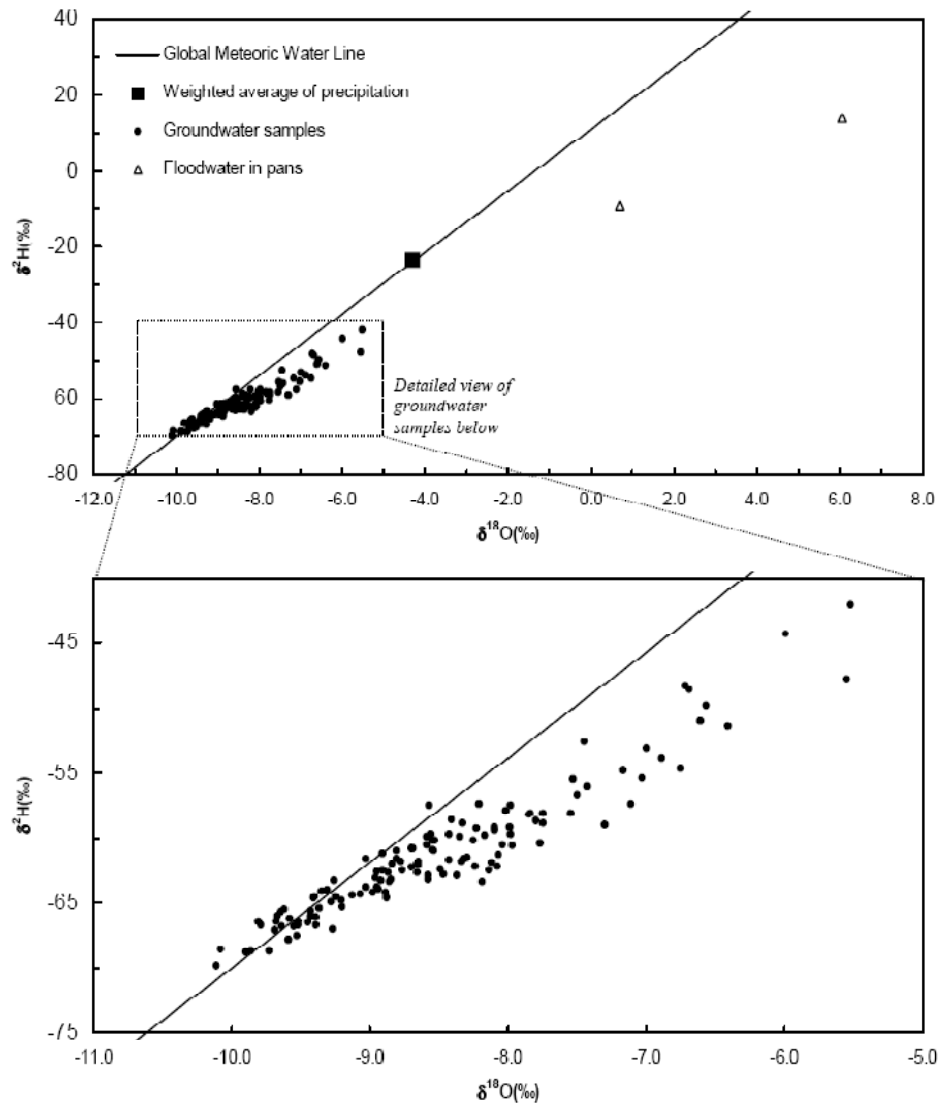 40
20
0
-20
-40
60
-80
δ²H(‰)
Global Meteoric Water Line
Weighted average of precipitation
Groundwater samples
Floodwater in pans
Detailed view of
groundwater
samples below
-12.0 -10.0 -8.0 -6.0 -4.0 -2.0 0.0 2.0 4.0 6.0 8.0
δ¹⁸O(‰)
-45
-55
-65
-75
δ²H(‰)
-11.0 -10.0 -9.0 -8.0 -7.0 -6.0 -5.0
δ¹⁸O(‰)